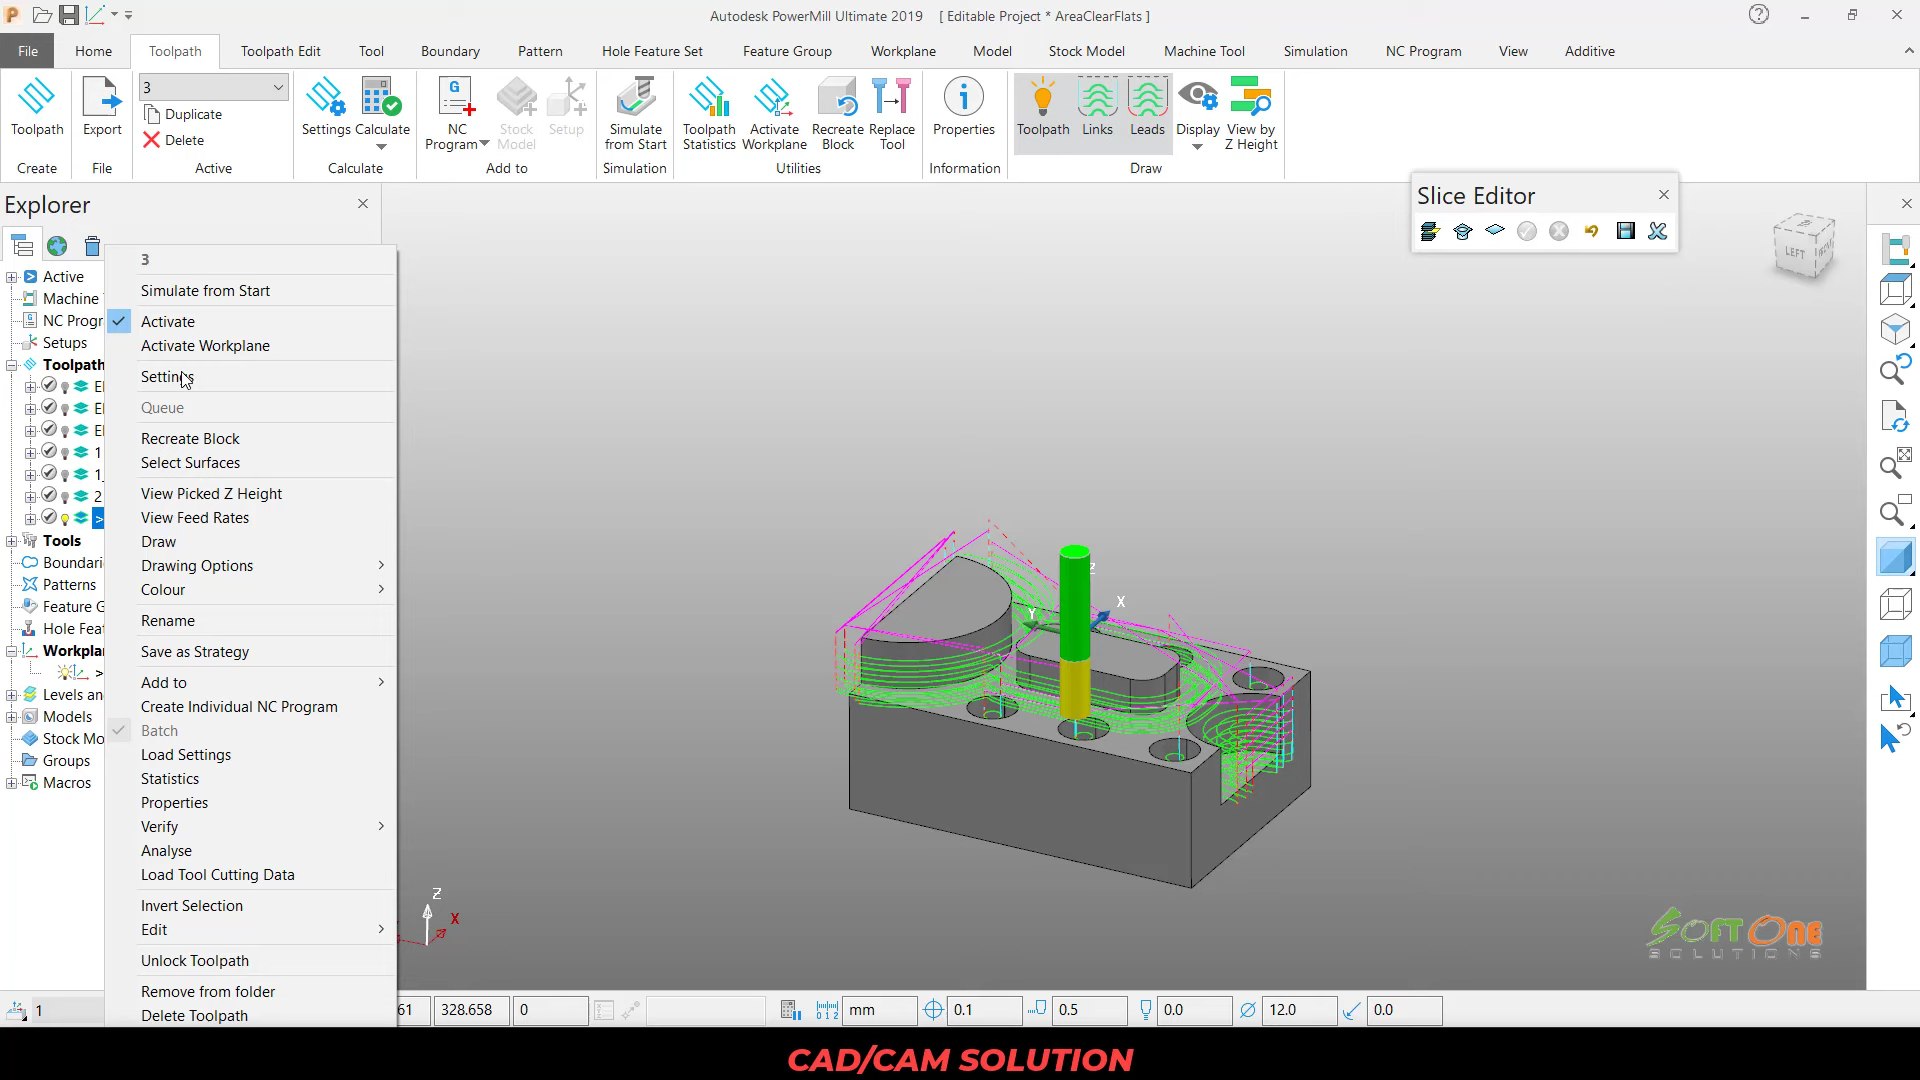 Autodesk PowerMill Ultimate 2019 [ Editable Project * AreaClearFlats ]
File Home Toolpath Toolpath Edit Tool Boundary Pattern Hole Feature Set Feature Group Workplane Model Stock Model Machine Tool Simulation NC Program View Additive
Toolpath
Create
Export
File
3
Duplicate
Delete
Active
Settings
Calculate
Calculate
NC Program
Stock Model
Setup
Add to
Simulate from Start
Simulation
Toolpath Statistics
Activate Workplane
Recreate Block
Replace Tool
Utilities
Properties
Information
Toolpath
Links
Leads
Display
View by Z Height
Draw
Explorer
Slice Editor
LEFT
Active
Machine
NC Progr
Setups
Toolpath
1
2
>
Tools
Boundari
Patterns
Feature G
Hole Fea
Workplar
>
Levels an
Models
Stock Mo
Groups
Macros
3
Simulate from Start
Activate
Activate Workplane
Settings
Queue
Recreate Block
Select Surfaces
View Picked Z Height
View Feed Rates
Draw
Drawing Options
Colour
Rename
Save as Strategy
Add to
Create Individual NC Program
Batch
Load Settings
Statistics
Properties
Verify
Analyse
Load Tool Cutting Data
Invert Selection
Edit
Unlock Toolpath
Remove from folder
Delete Toolpath
Z
X
Y
Z
X
SOFTONE
SOLUTIONS
1 61 328.658 0 mm 0.1 0.5 0.0 12.0 0.0
CAD/CAM SOLUTION